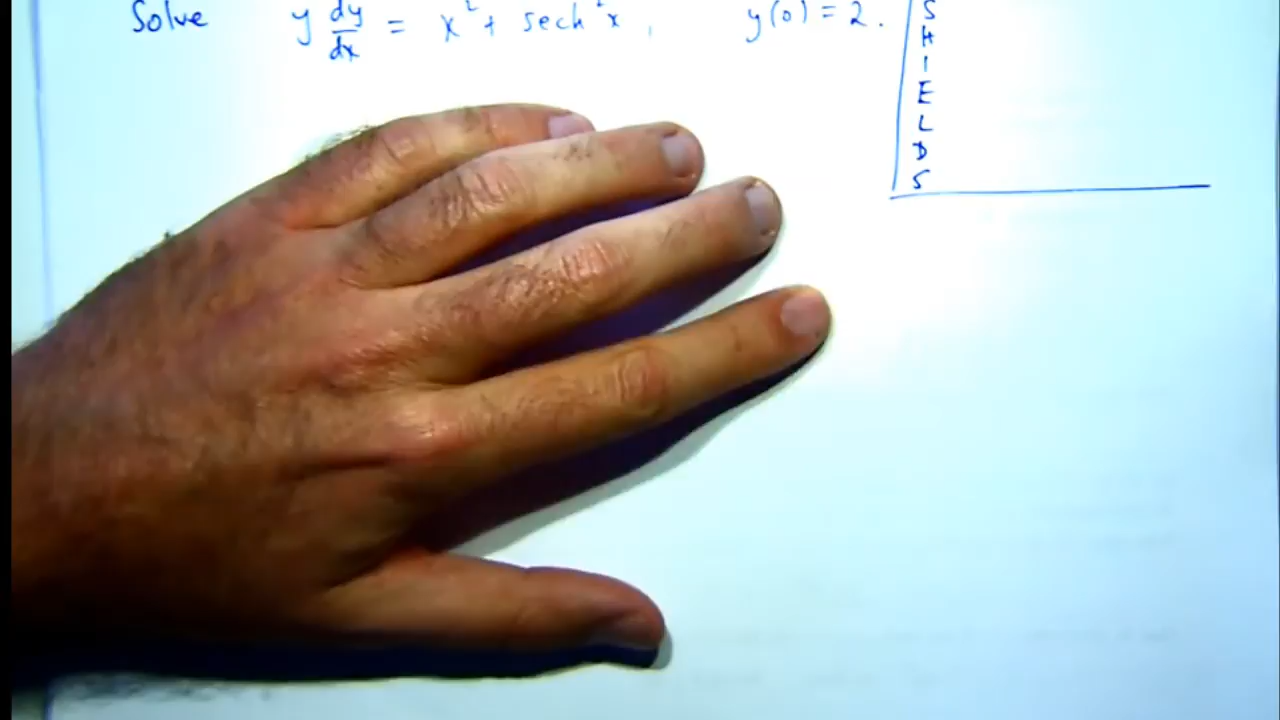 Solve y dy/dx = x² + sech²x, y(0) = 2.
S
H
I
E
L
D
S